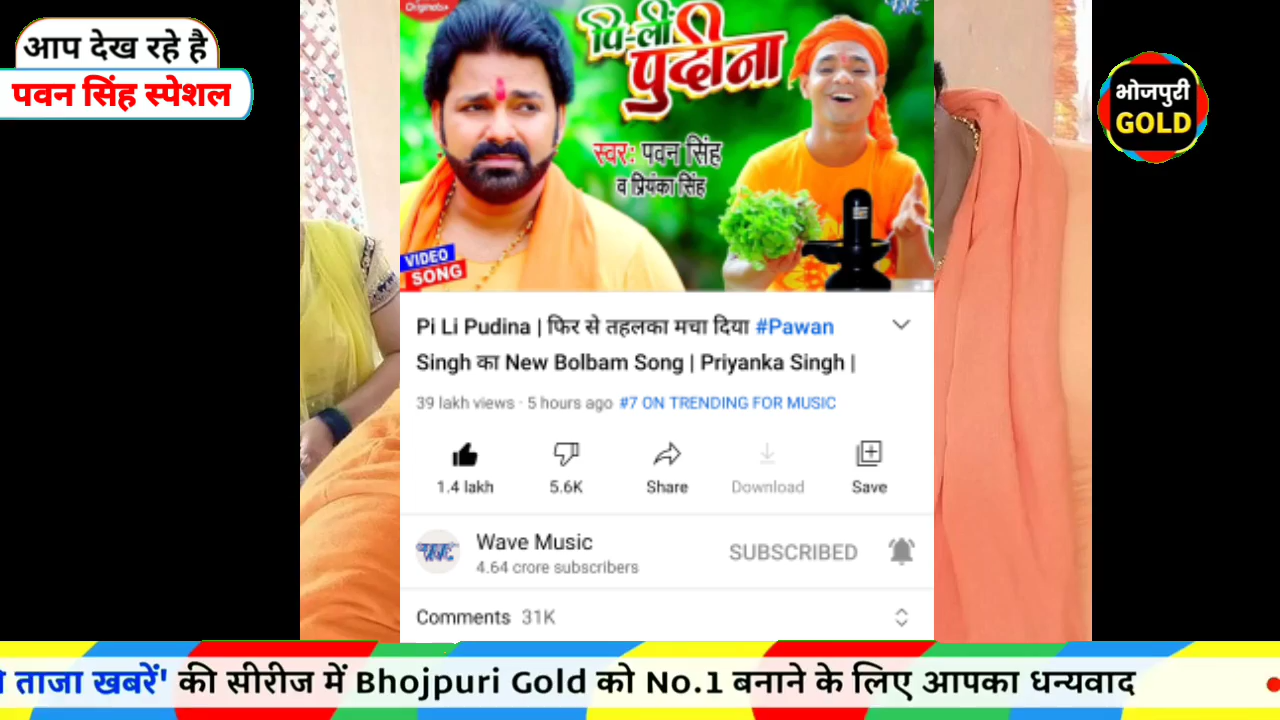 आप देख रहे है
पवन सिंह स्पेशल
Originals
पि-ली
पुदीना
स्वरः पवन सिंह
व प्रियंका सिंह
VIDEO
SONG
भोजपुरी
GOLD
Pi Li Pudina | फिर से तहलका मचा दिया #Pawan
Singh का New Bolbam Song | Priyanka Singh |
39 lakh views · 5 hours ago #7 ON TRENDING FOR MUSIC
1.4 lakh 5.6K Share Download Save
Wave Music
SUBSCRIBED
4.64 crore subscribers
Comments 31K
ताजा खबरें' की सीरीज में Bhojpuri Gold को No.1 बनाने के लिए आपका धन्यवाद